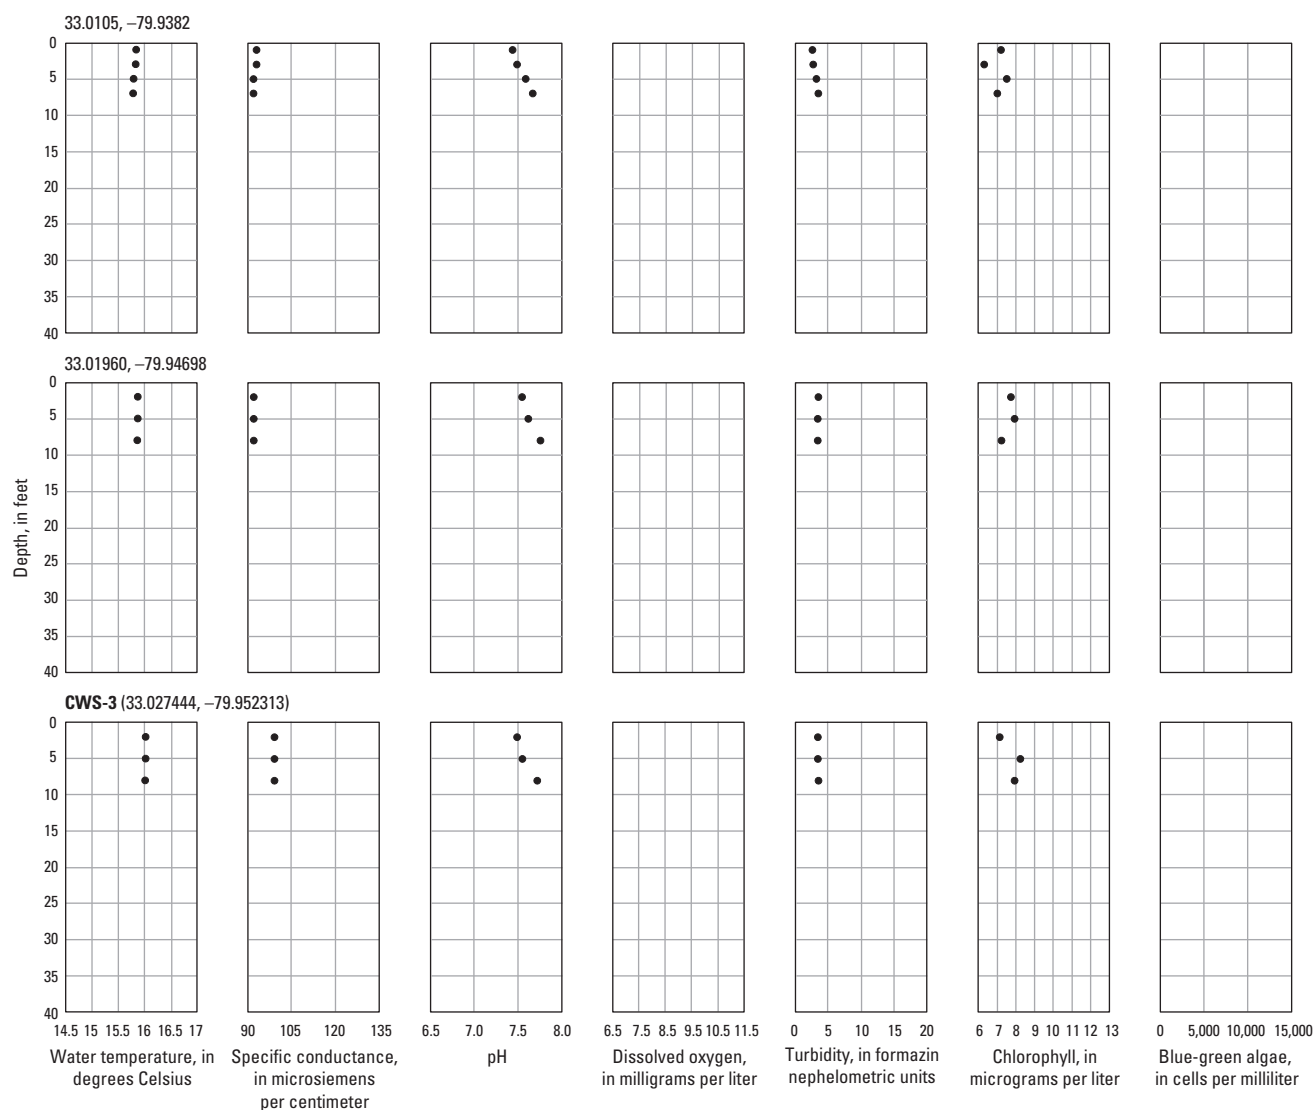 33.0105, –79.9382
0
5
10
15
20
25
30
35
40
33.01960, –79.94698
0
5
10
15
20
25
30
35
40
Depth, in feet
CWS-3 (33.027444, –79.952313)
0
5
10
15
20
25
30
35
40
14.5 15 15.5 16 16.5 17
90 105 120 135
6.5 7.0 7.5 8.0
6.5 7.5 8.5 9.5 10.5 11.5
0 5 10 15 20
6 7 8 9 10 11 12 13
0 5,000 10,000 15,000
Water temperature, in
degrees Celsius
Specific conductance,
in microsiemens
per centimeter
pH
Dissolved oxygen,
in milligrams per liter
Turbidity, in formazin
nephelometric units
Chlorophyll, in
micrograms per liter
Blue-green algae,
in cells per milliliter